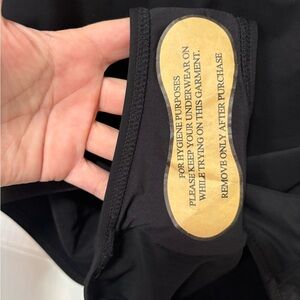 FOR HYGIENE PURPOSES
PLEASE KEEP YOUR UNDERWEAR ON
WHILE TRYING ON THIS GARMENT.
REMOVE ONLY AFTER PURCHASE